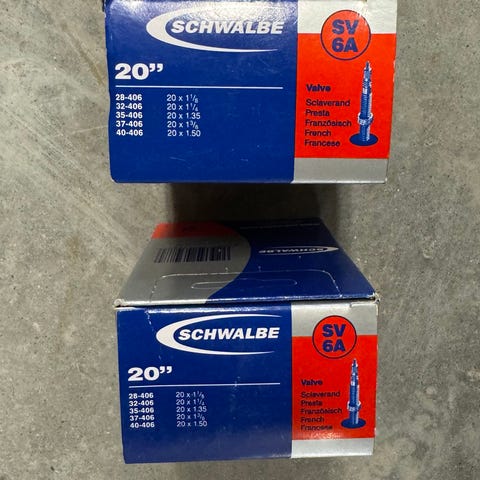 SCHWALBE
SV
6A
20”
28-406 20 x 1⅛
32-406 20 x 1¼
35-406 20 x 1.35
37-406 20 x 1⅜
40-406 20 x 1.50
Valve
Sclaverand
Presta
Französisch
French
Francese
SCHWALBE
SV
6A
20”
28-406 20 x 1⅛
32-406 20 x 1¼
35-406 20 x 1.35
37-406 20 x 1⅜
40-406 20 x 1.50
Valve
Sclaverand
Presta
Französisch
French
Francese